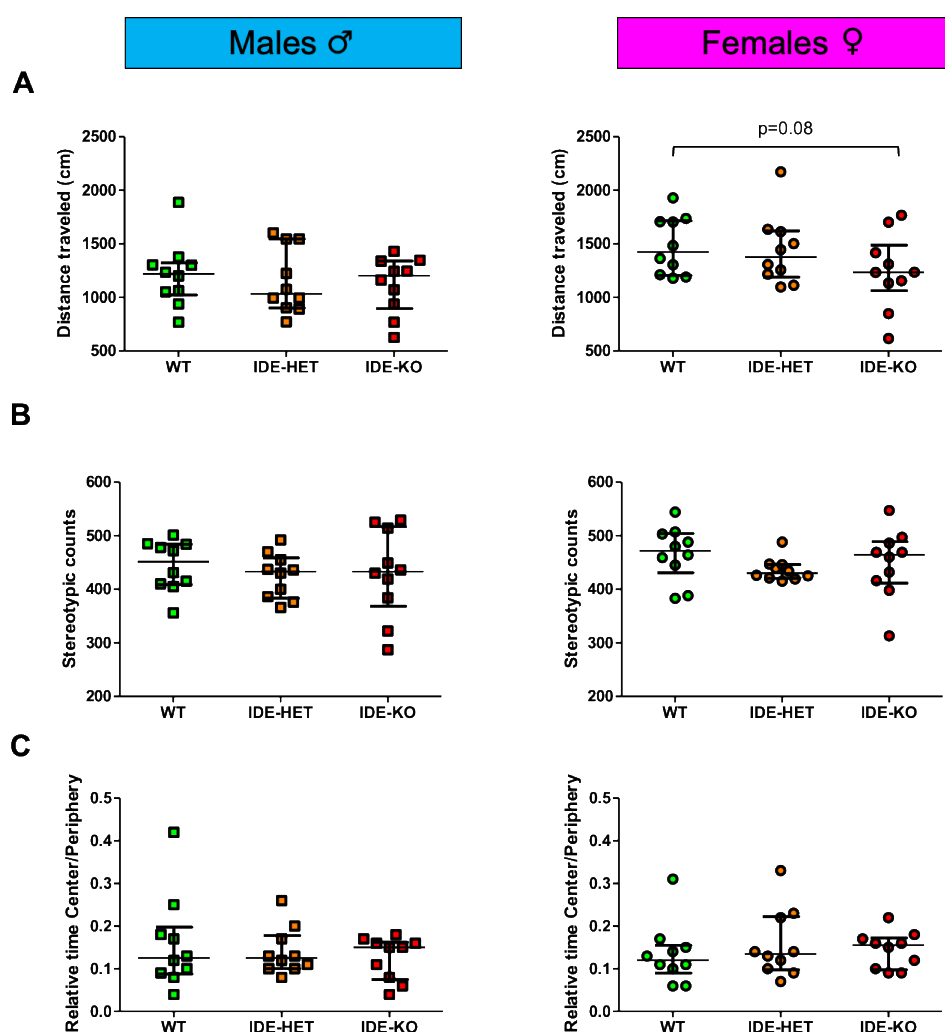 Males ♂
Females ♀
A
Distance traveled (cm)
2500
2000
1500
1000
500
WT
IDE-HET
IDE-KO
Distance traveled (cm)
2500
2000
1500
1000
500
p=0.08
WT
IDE-HET
IDE-KO
B
Stereotypic counts
600
500
400
300
200
WT
IDE-HET
IDE-KO
Stereotypic counts
600
500
400
300
200
WT
IDE-HET
IDE-KO
C
Relative time Center/Periphery
0.5
0.4
0.3
0.2
0.1
0.0
WT
IDE-HET
IDE-KO
Relative time Center/Periphery
0.5
0.4
0.3
0.2
0.1
0.0
WT
IDE-HET
IDE-KO